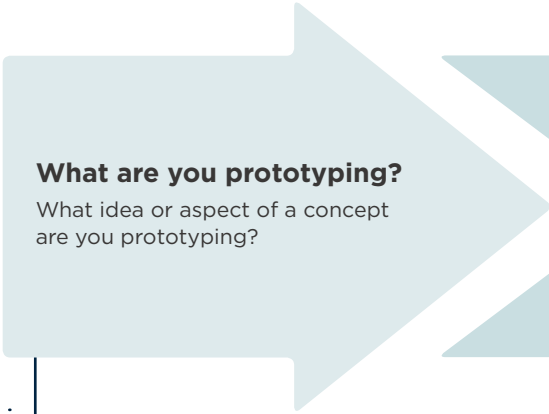 What are you prototyping?
What idea or aspect of a concept
are you prototyping?